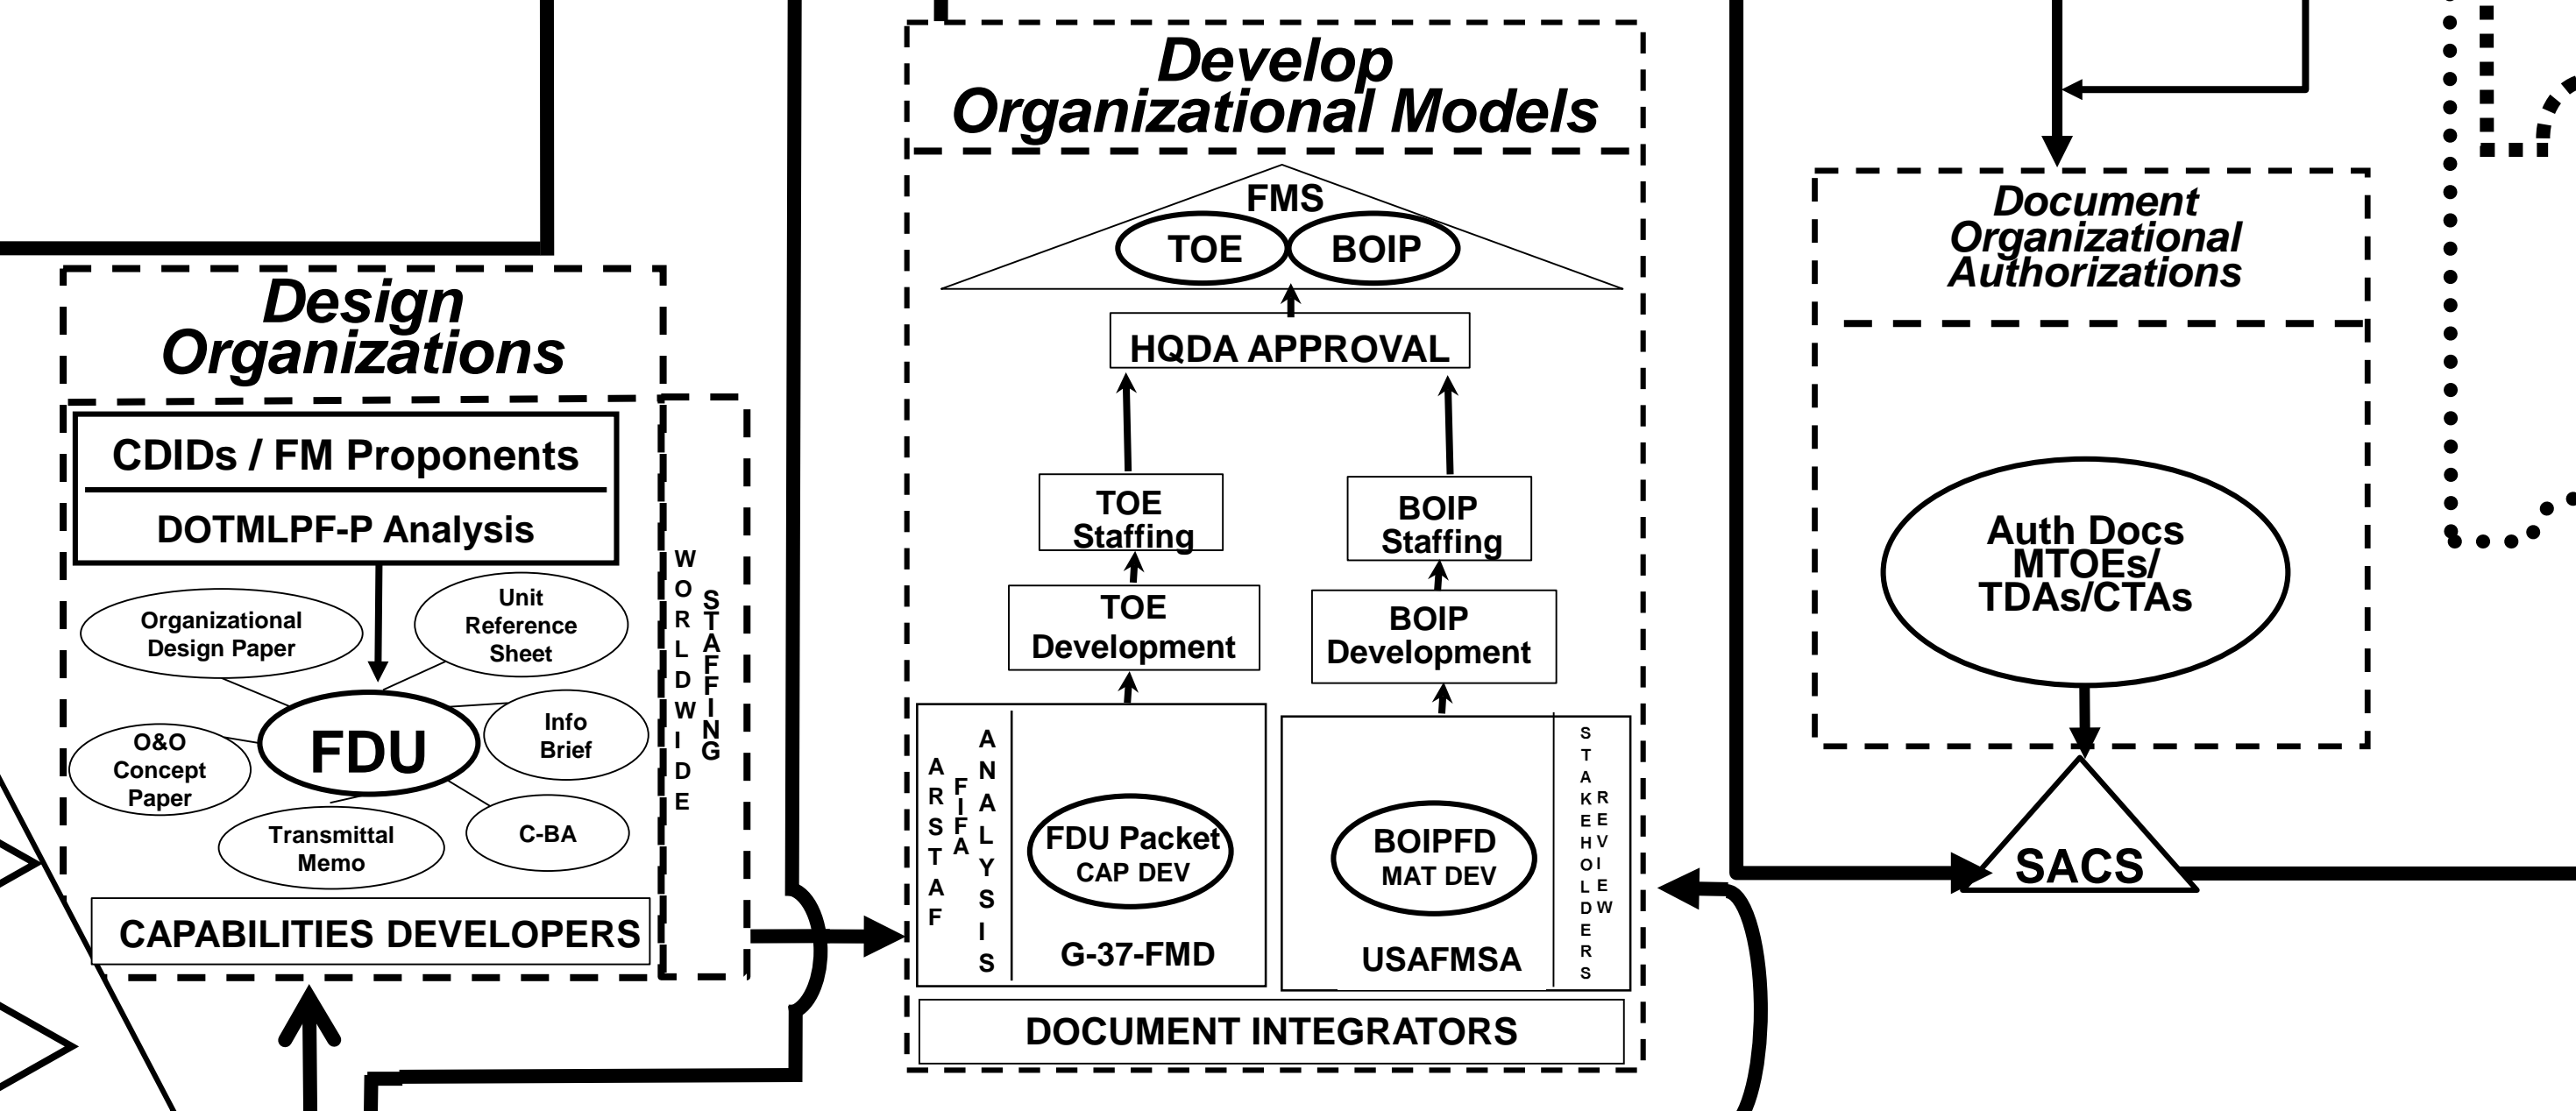 Design
Organizations
CDIDs / FM Proponents
DOTMLPF-P Analysis
Organizational
Design Paper
Unit
Reference
Sheet
O&O
Concept
Paper
FDU
Info
Brief
Transmittal
Memo
C-BA
CAPABILITIES DEVELOPERS
WORLDWIDE
STAFFING
Develop
Organizational Models
FMS
TOE
BOIP
HQDA APPROVAL
TOE
Staffing
BOIP
Staffing
TOE
Development
BOIP
Development
ARSTAF
FIFA
ANALYSIS
FDU Packet
CAP DEV
G-37-FMD
BOIPFD
MAT DEV
USAFMSA
STAKEHOLDERS
REVIEW
DOCUMENT INTEGRATORS
Document
Organizational
Authorizations
Auth Docs
MTOEs/
TDAs/CTAs
SACS